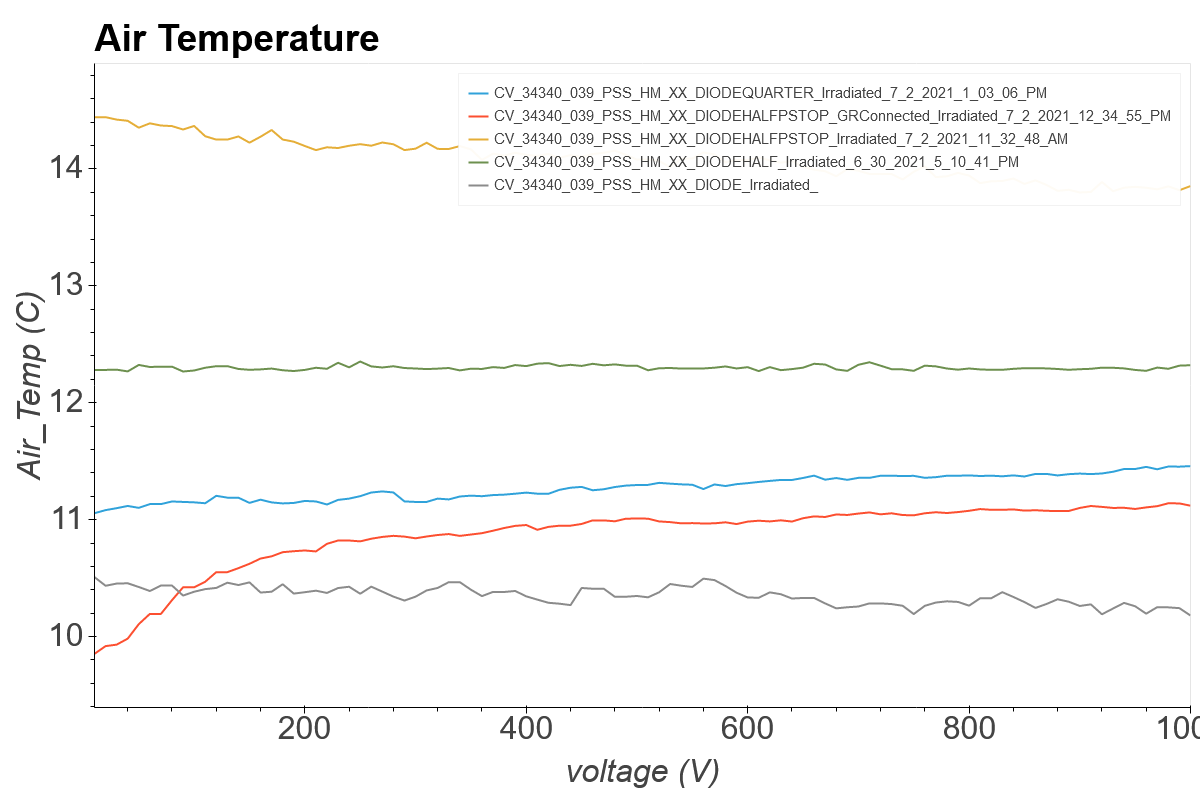 Air Temperature
CV_34340_039_PSS_HM_XX_DIODEQUARTER_Irradiated_7_2_2021_1_03_06_PM
CV_34340_039_PSS_HM_XX_DIODEHALFPSTOP_GRConnected_Irradiated_7_2_2021_12_34_55_PM
CV_34340_039_PSS_HM_XX_DIODEHALFPSTOP_Irradiated_7_2_2021_11_32_48_AM
CV_34340_039_PSS_HM_XX_DIODEHALF_Irradiated_6_30_2021_5_10_41_PM
CV_34340_039_PSS_HM_XX_DIODE_Irradiated_
14
13
12
11
10
Air_Temp (C)
200 400 600 800 100
voltage (V)